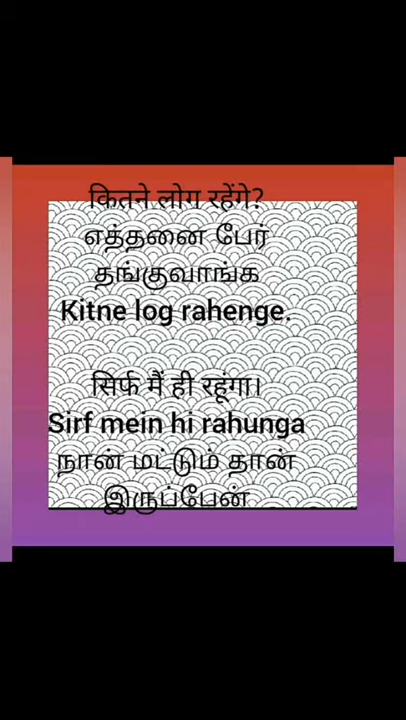 कितने लोग रहेंगे?
எத்தனை பேர்
தங்குவாங்க
Kitne log rahenge.
सिर्फ मैं ही रहूंगा।
Sirf mein hi rahunga
நான் மட்டும் தான்
இருப்பேன்